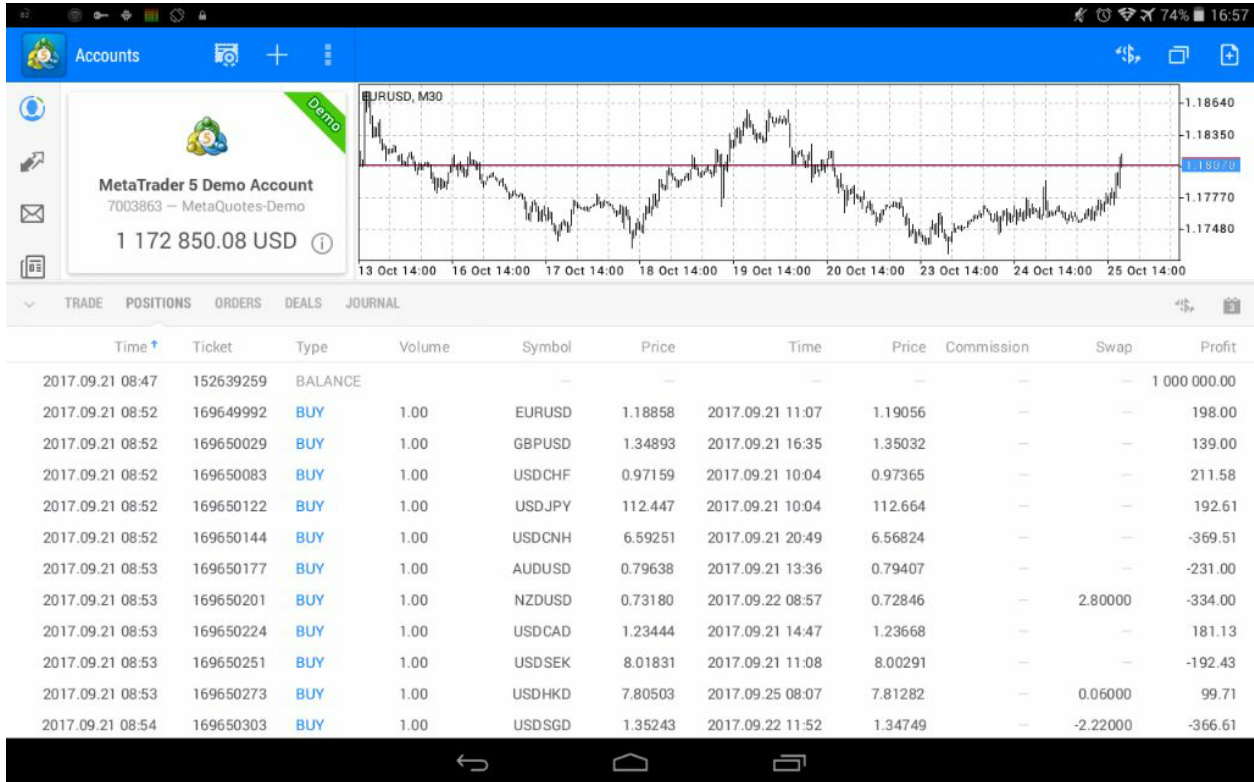 74% 16:57
Accounts
Demo
5
MetaTrader 5 Demo Account
7003863 — MetaQuotes-Demo
1 172 850.08 USD
EURUSD, M30
1.18640
1.18350
1.18070
1.17770
1.17480
13 Oct 14:00 16 Oct 14:00 17 Oct 14:00 18 Oct 14:00 19 Oct 14:00 20 Oct 14:00 23 Oct 14:00 24 Oct 14:00 25 Oct 14:00
TRADE POSITIONS ORDERS DEALS JOURNAL
Time Ticket Type Volume Symbol Price Time Price Commission Swap Profit
2017.09.21 08:47 152639259 BALANCE — — — — — — 1 000 000.00
2017.09.21 08:52 169649992 BUY 1.00 EURUSD 1.18858 2017.09.21 11:07 1.19056 — — 198.00
2017.09.21 08:52 169650029 BUY 1.00 GBPUSD 1.34893 2017.09.21 16:35 1.35032 — — 139.00
2017.09.21 08:52 169650083 BUY 1.00 USDCHF 0.97159 2017.09.21 10:04 0.97365 — — 211.58
2017.09.21 08:52 169650122 BUY 1.00 USDJPY 112.447 2017.09.21 10:04 112.664 — — 192.61
2017.09.21 08:52 169650144 BUY 1.00 USDCNH 6.59251 2017.09.21 20:49 6.56824 — — -369.51
2017.09.21 08:53 169650177 BUY 1.00 AUDUSD 0.79638 2017.09.21 13:36 0.79407 — — -231.00
2017.09.21 08:53 169650201 BUY 1.00 NZDUSD 0.73180 2017.09.22 08:57 0.72846 — 2.80000 -334.00
2017.09.21 08:53 169650224 BUY 1.00 USDCAD 1.23444 2017.09.21 14:47 1.23668 — — 181.13
2017.09.21 08:53 169650251 BUY 1.00 USDSEK 8.01831 2017.09.21 11:08 8.00291 — — -192.43
2017.09.21 08:53 169650273 BUY 1.00 USDHKD 7.80503 2017.09.25 08:07 7.81282 — 0.06000 99.71
2017.09.21 08:54 169650303 BUY 1.00 USDSGD 1.35243 2017.09.22 11:52 1.34749 — -2.22000 -366.61